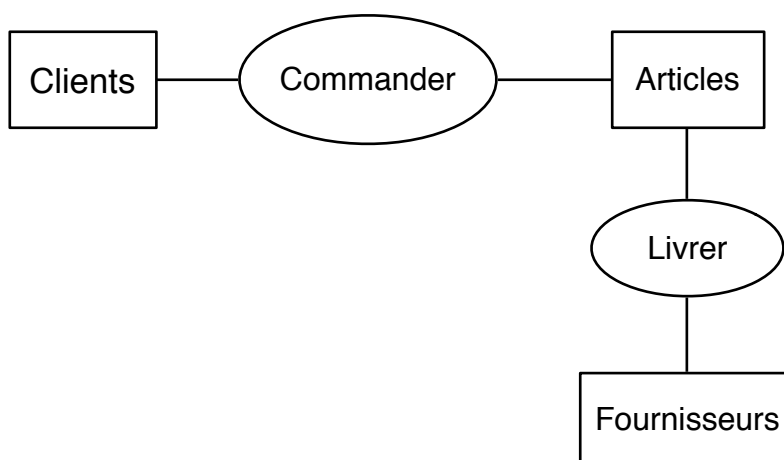 Clients
Commander
Articles
Livrer
Fournisseurs